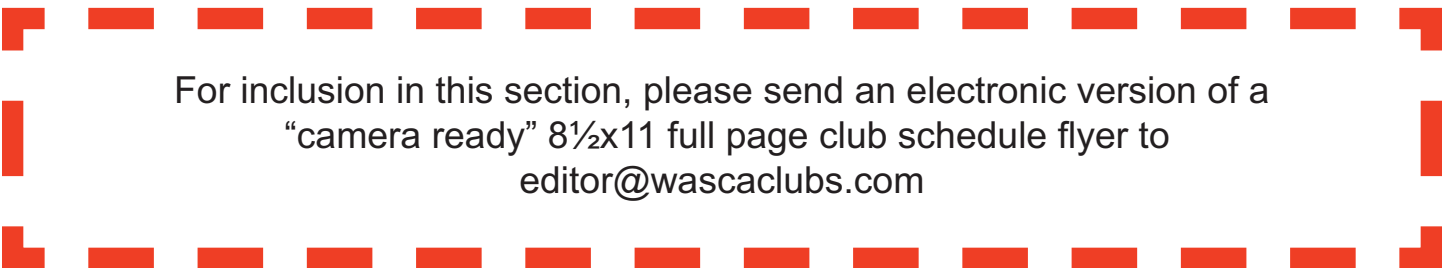 For inclusion in this section, please send an electronic version of a
“camera ready” 8½x11 full page club schedule flyer to
editor@wascaclubs.com